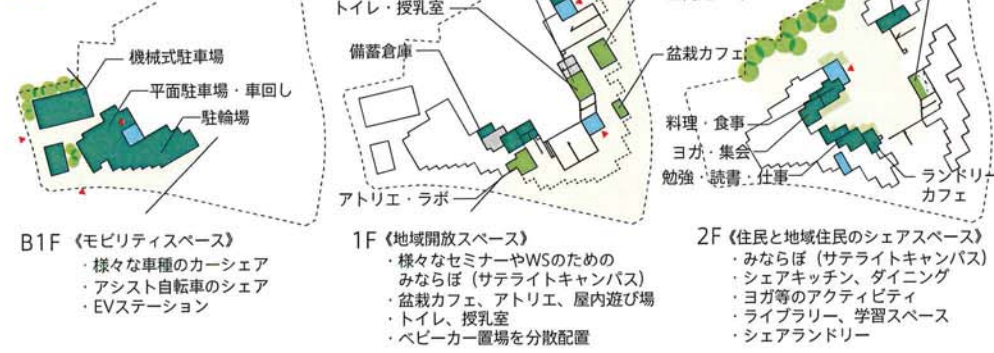 機械式駐車場
平面駐車場・車回し
駐輪場
B1F《モビリティスペース》
・様々な車種のカーシェア
・アシスト自転車のシェア
・EVステーション
トイレ・授乳室
備蓄倉庫
盆栽カフェ
アトリエ・ラボ
1F《地域開放スペース》
・様々なセミナーやWSのための
みならぼ（サテライトキャンパス）
・盆栽カフェ、アトリエ、屋内遊び場
・トイレ、授乳室
・ベビーカー置場を分散配置
料理・食事
ヨガ・集会
勉強・読書・仕事
ランドリー
カフェ
2F《住民と地域住民のシェアスペース》
・みならぼ（サテライトキャンパス）
・シェアキッチン、ダイニング
・ヨガ等のアクティビティ
・ライブラリー、学習スペース
・シェアランドリー